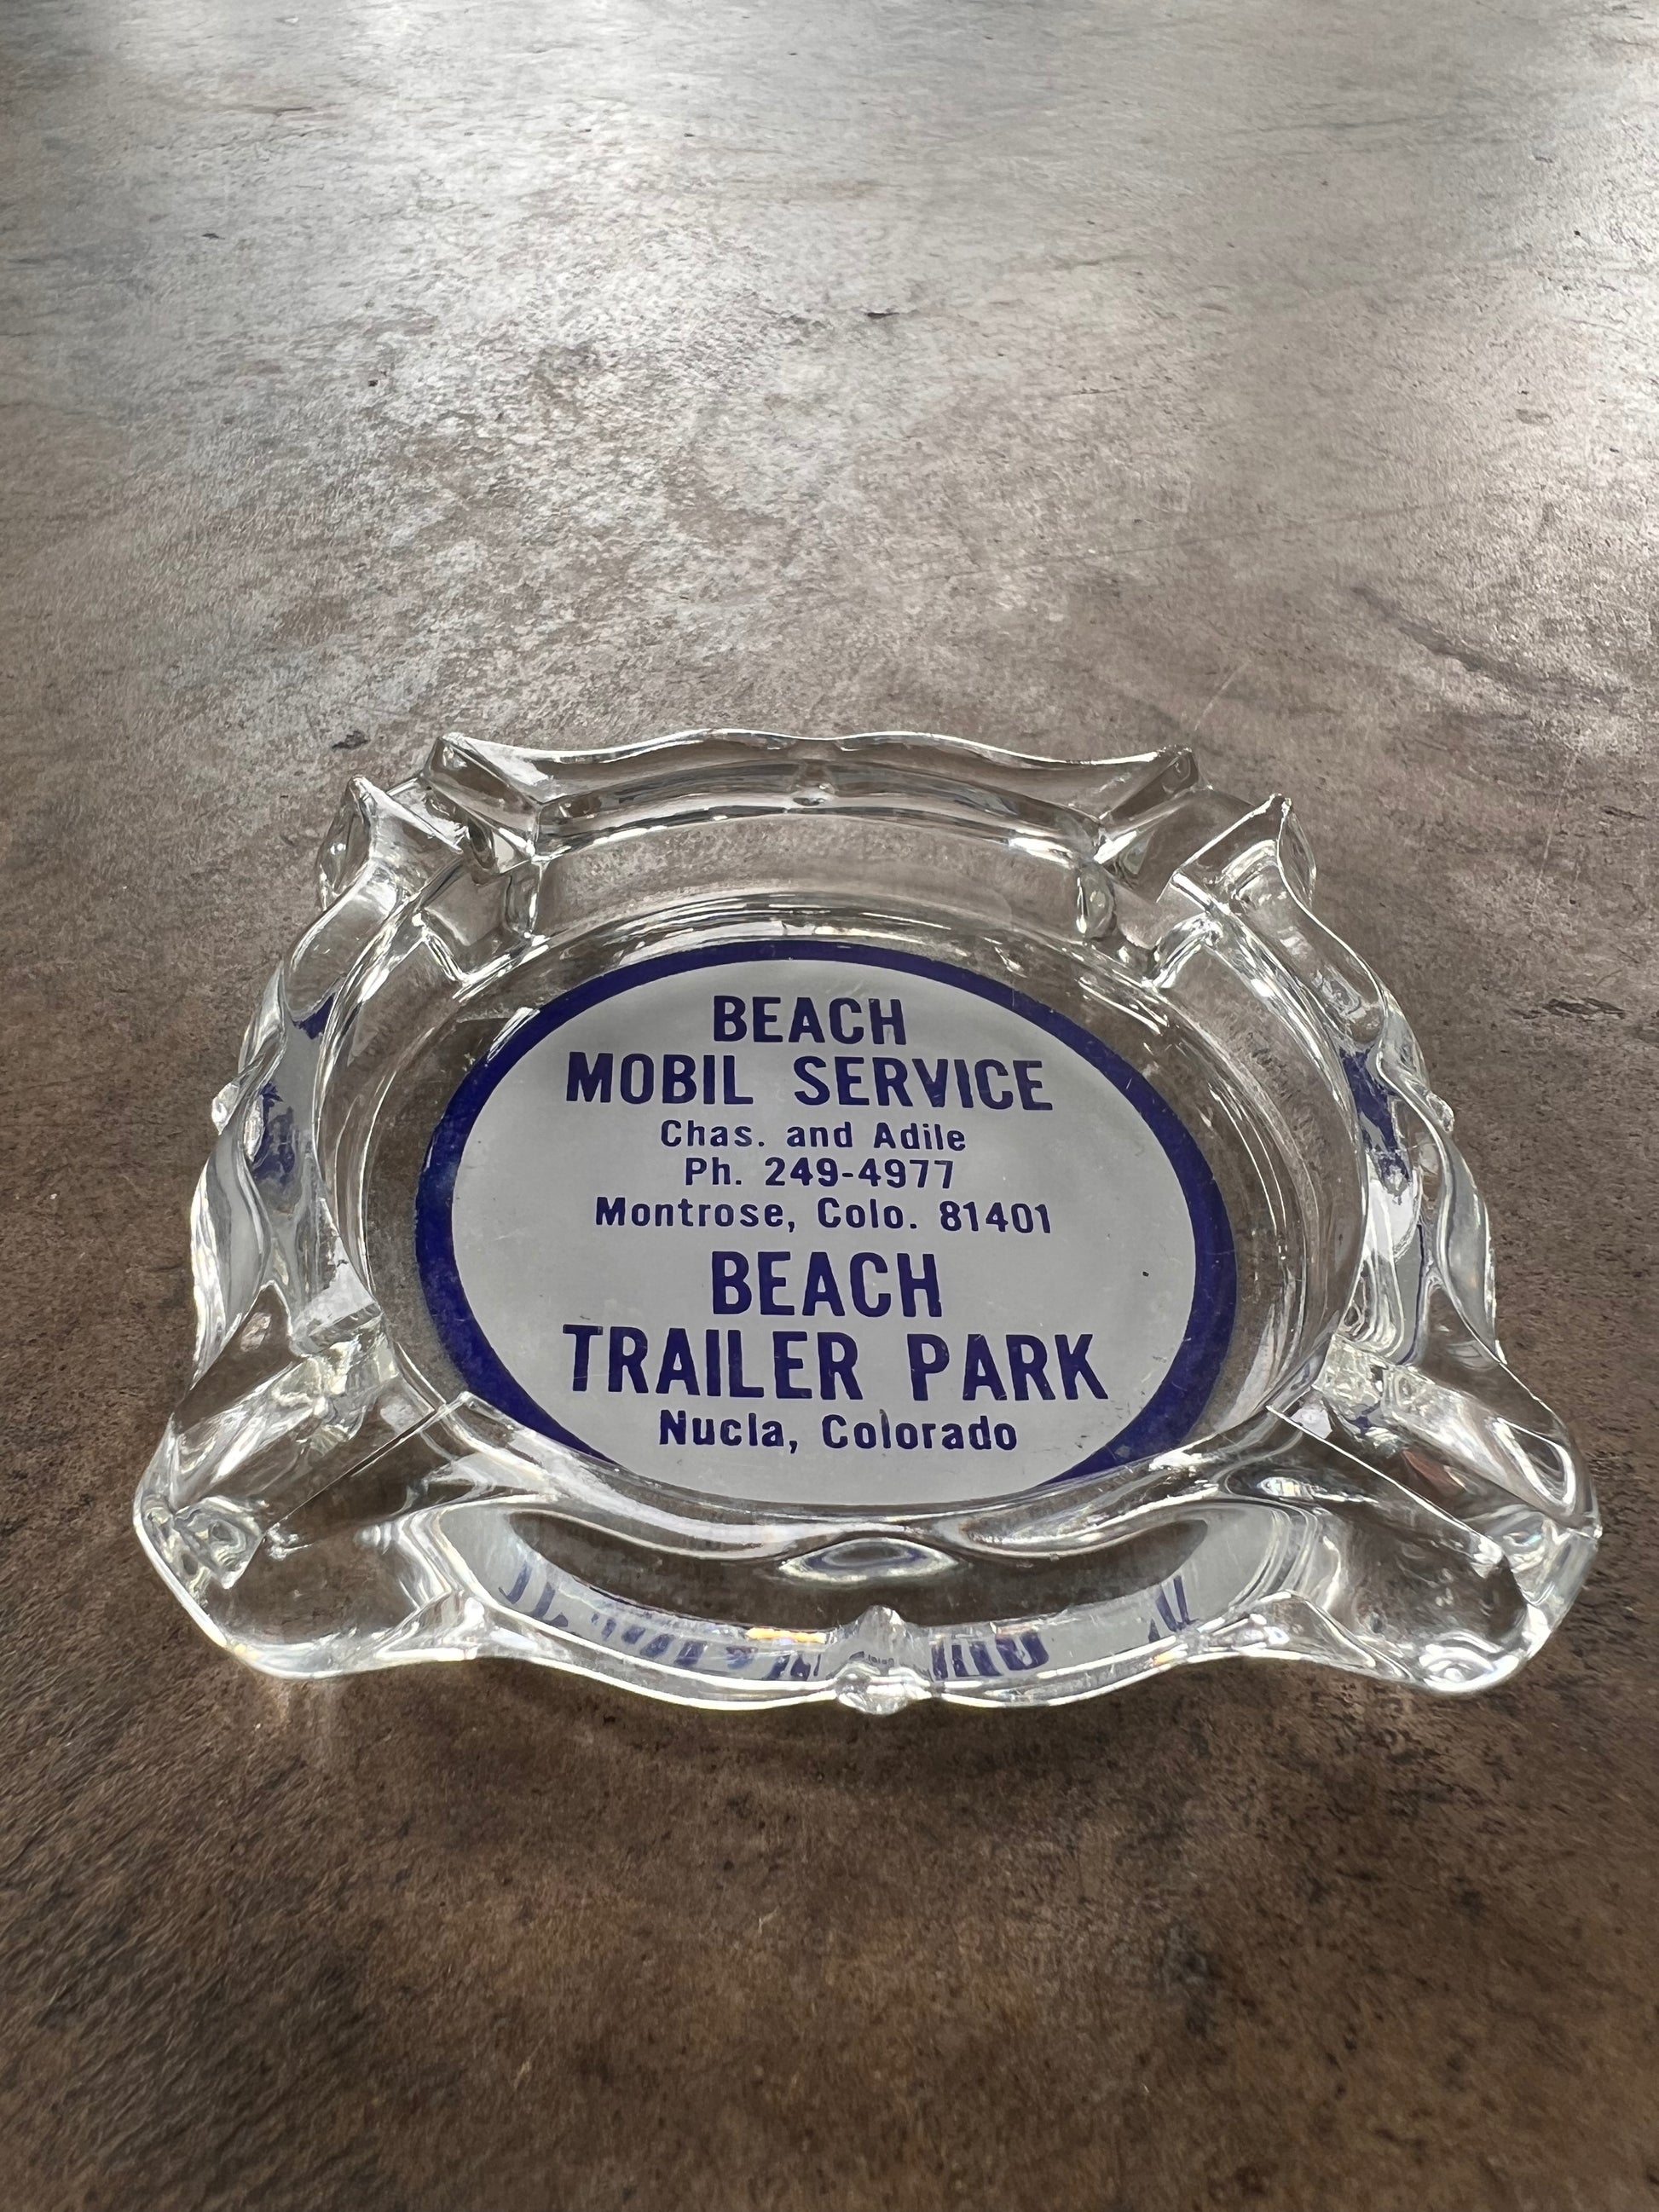 BEACH
MOBIL SERVICE
Chas. and Adile
Ph. 249-4977
Montrose, Colo. 81401
BEACH
TRAILER PARK
Nucla, Colorado